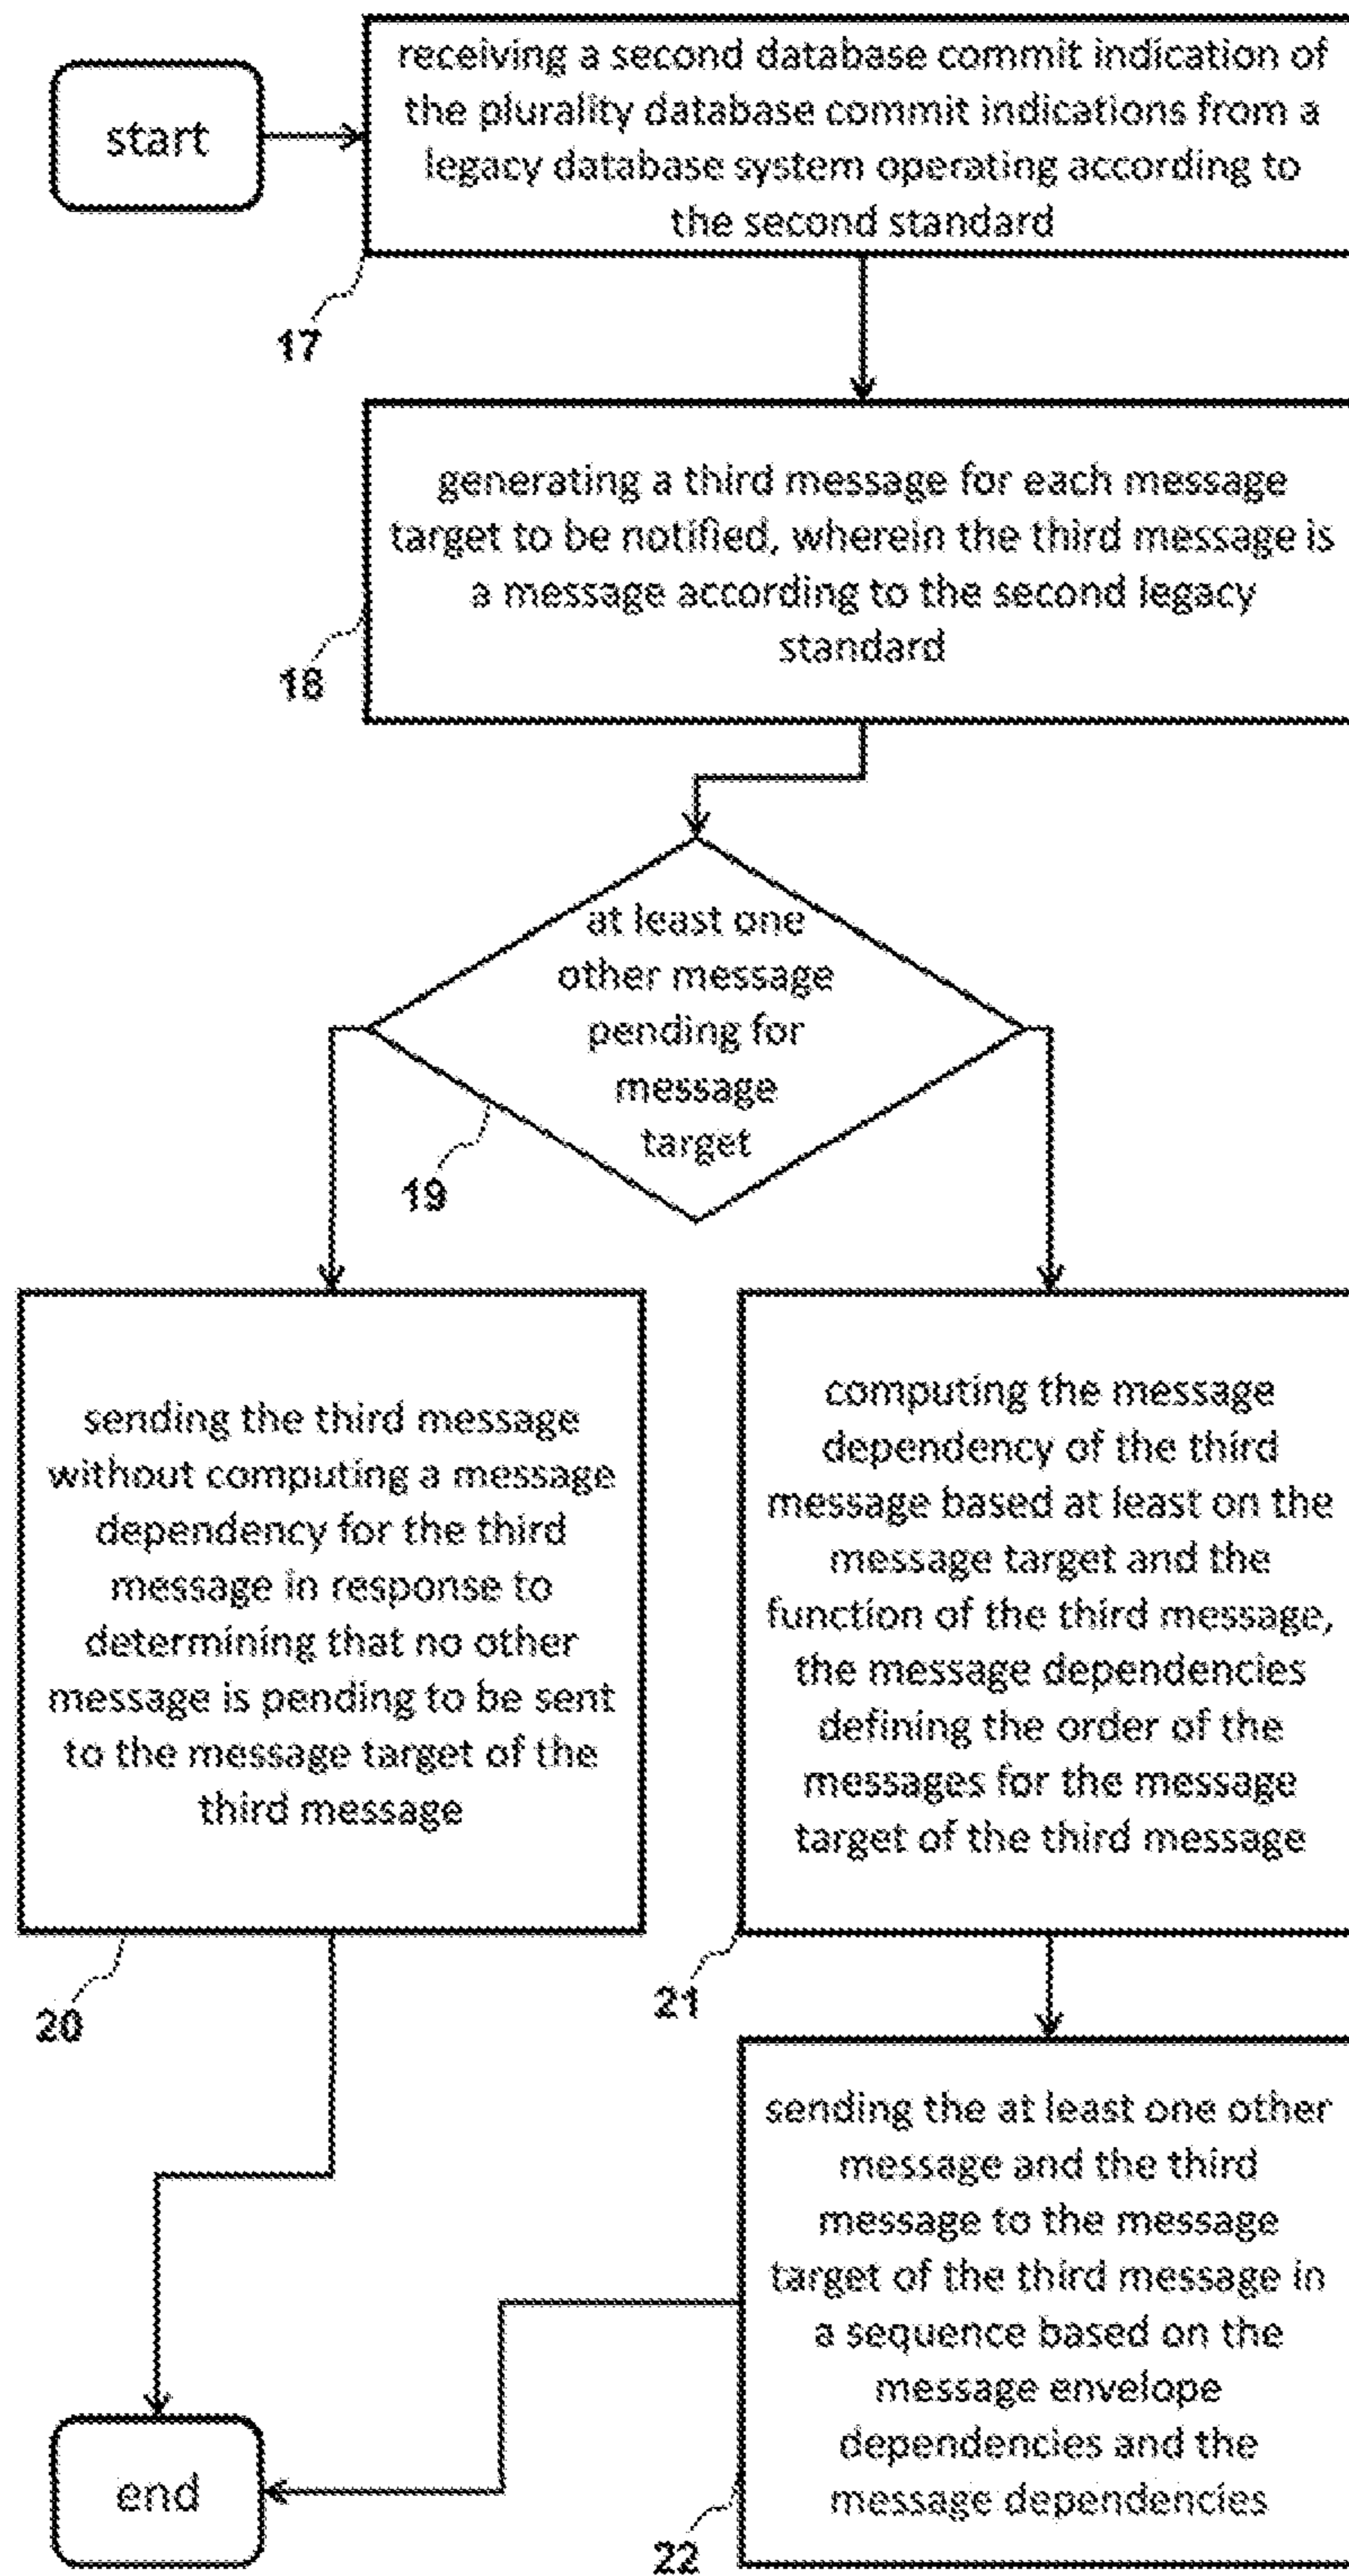 start
receiving a second database commit indication of
the plurality database commit indications from a
legacy database system operating according to
the second standard
17
generating a third message for each message
target to be notified, wherein the third message is
a message according to the second legacy
standard
18
at least one
other message
pending for
message
target
19
sending the third message
without computing a message
dependency for the third
message in response to
determining that no other
message is pending to be sent
to the message target of the
third message
20
computing the message
dependency of the third
message based at least on the
message target and the
function of the third message,
the message dependencies
defining the order of the
messages for the message
target of the third message
21
sending the at least one other
message and the third
message to the message
target of the third message in
a sequence based on the
message envelope
dependencies and the
message dependencies
22
end